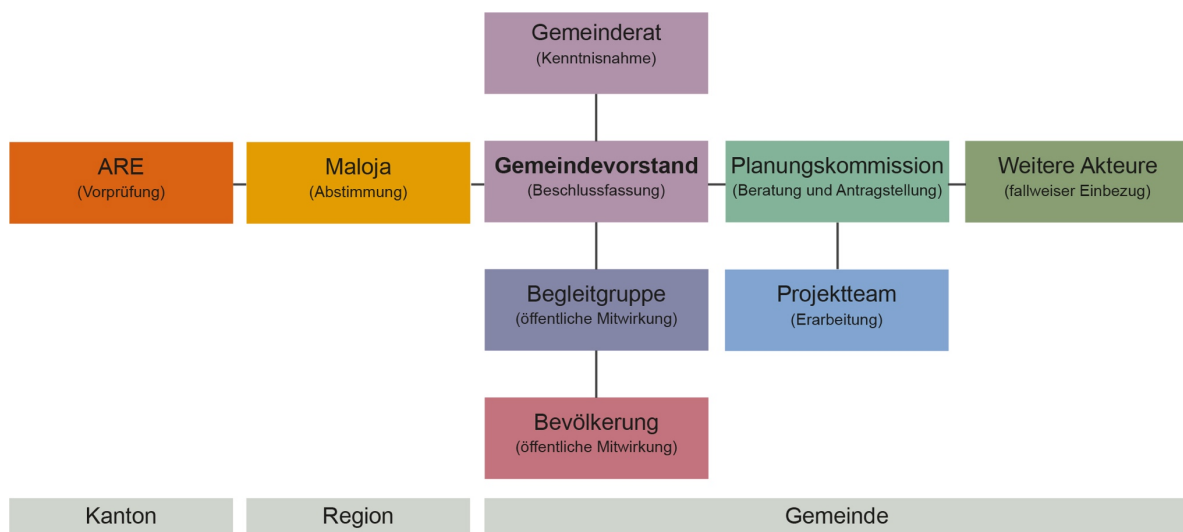 Gemeinderat
(Kenntnisnahme)
ARE
(Vorprüfung)
Maloja
(Abstimmung)
Gemeindevorstand
(Beschlussfassung)
Planungskommission
(Beratung und Antragstellung)
Weitere Akteure
(fallweiser Einbezug)
Begleitgruppe
(öffentliche Mitwirkung)
Projektteam
(Erarbeitung)
Bevölkerung
(öffentliche Mitwirkung)
Kanton
Region
Gemeinde